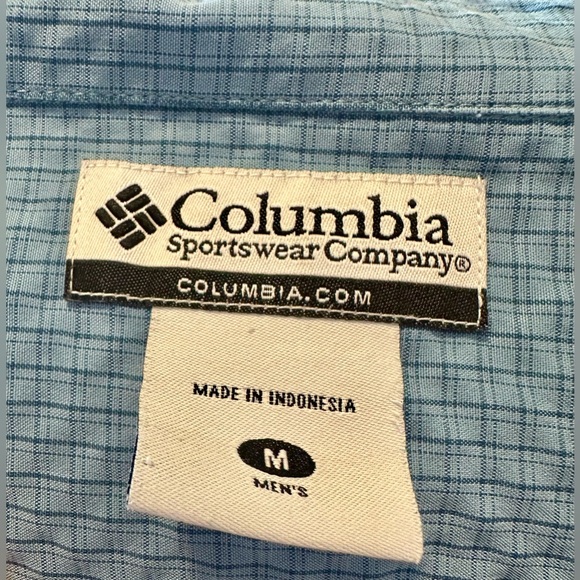 Columbia
Sportswear Company®
COLUMBIA.COM
MADE IN INDONESIA
M
MEN'S